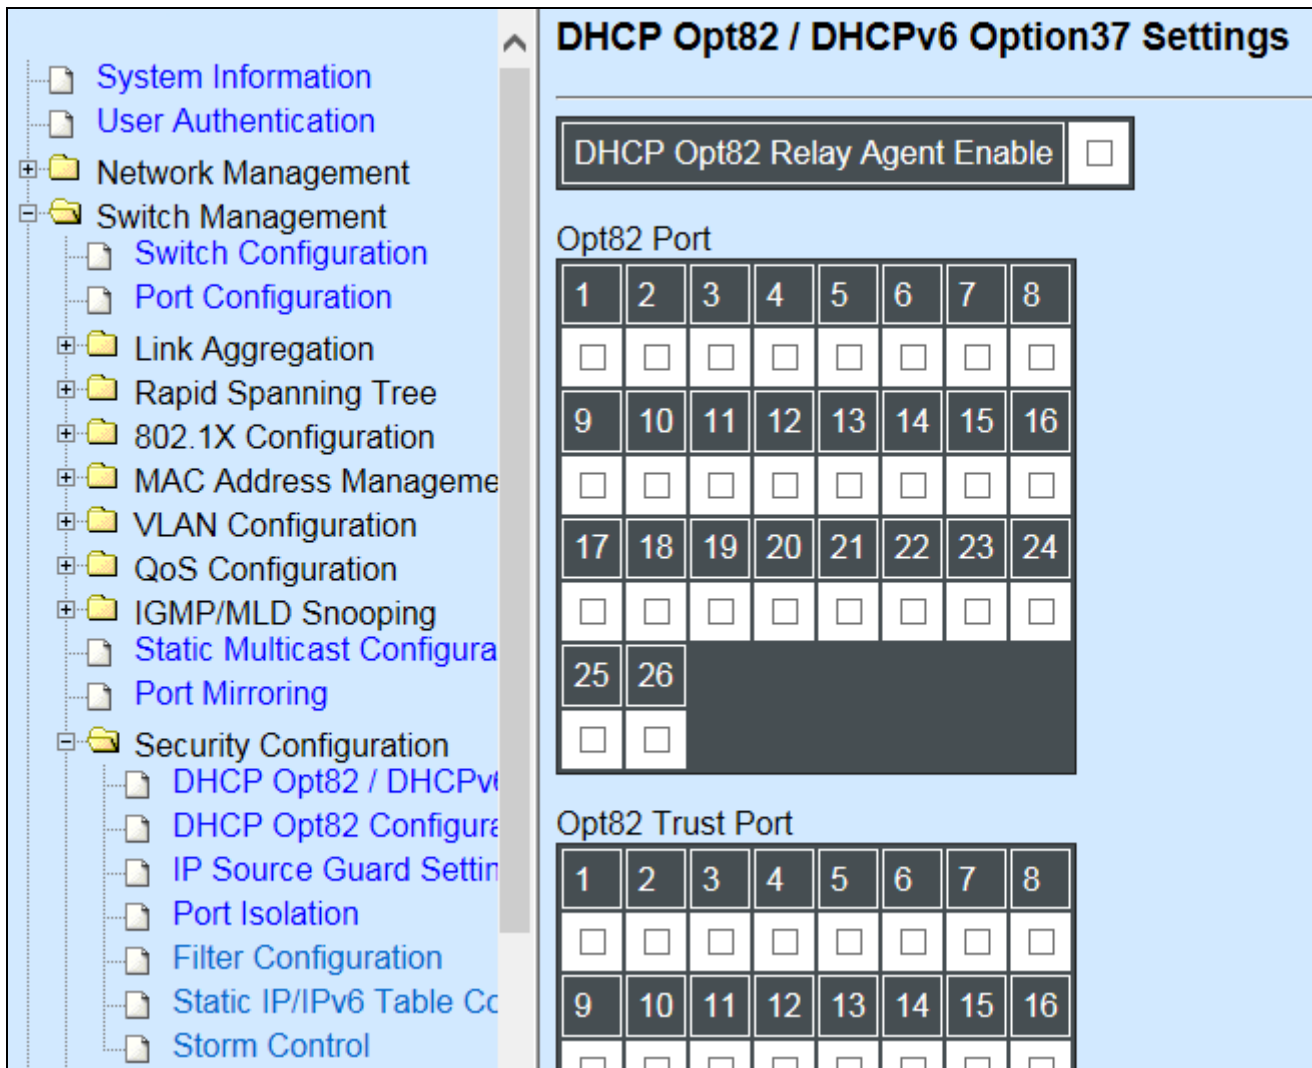 System Information
User Authentication
Network Management
Switch Management
Switch Configuration
Port Configuration
Link Aggregation
Rapid Spanning Tree
802.1X Configuration
MAC Address Manageme
VLAN Configuration
QoS Configuration
IGMP/MLD Snooping
Static Multicast Configura
Port Mirroring
Security Configuration
DHCP Opt82 / DHCPv6
DHCP Opt82 Configura
IP Source Guard Settin
Port Isolation
Filter Configuration
Static IP/IPv6 Table Co
Storm Control
DHCP Opt82 / DHCPv6 Option37 Settings
DHCP Opt82 Relay Agent Enable
Opt82 Port
1 2 3 4 5 6 7 8
9 10 11 12 13 14 15 16
17 18 19 20 21 22 23 24
25 26
Opt82 Trust Port
1 2 3 4 5 6 7 8
9 10 11 12 13 14 15 16